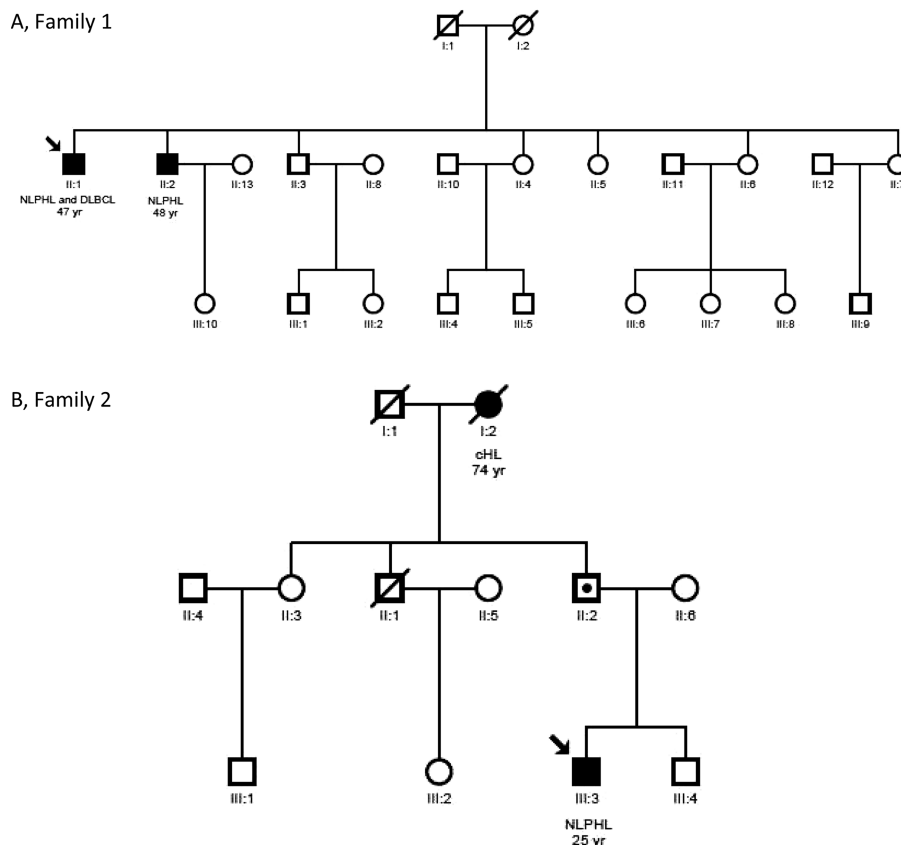 A, Family 1
I:1 I:2
II:1 II:2 II:13 II:3 II:8 II:10 II:4 II:5 II:11 II:6 II:12 II:7
NLPHL and DLBCL NLPHL
47 yr 48 yr
III:10 III:1 III:2 III:4 III:5 III:6 III:7 III:8 III:9
B, Family 2
I:1 I:2
cHL
74 yr
II:4 II:3 II:1 II:5 II:2 II:6
III:1 III:2 III:3 III:4
NLPHL
25 yr